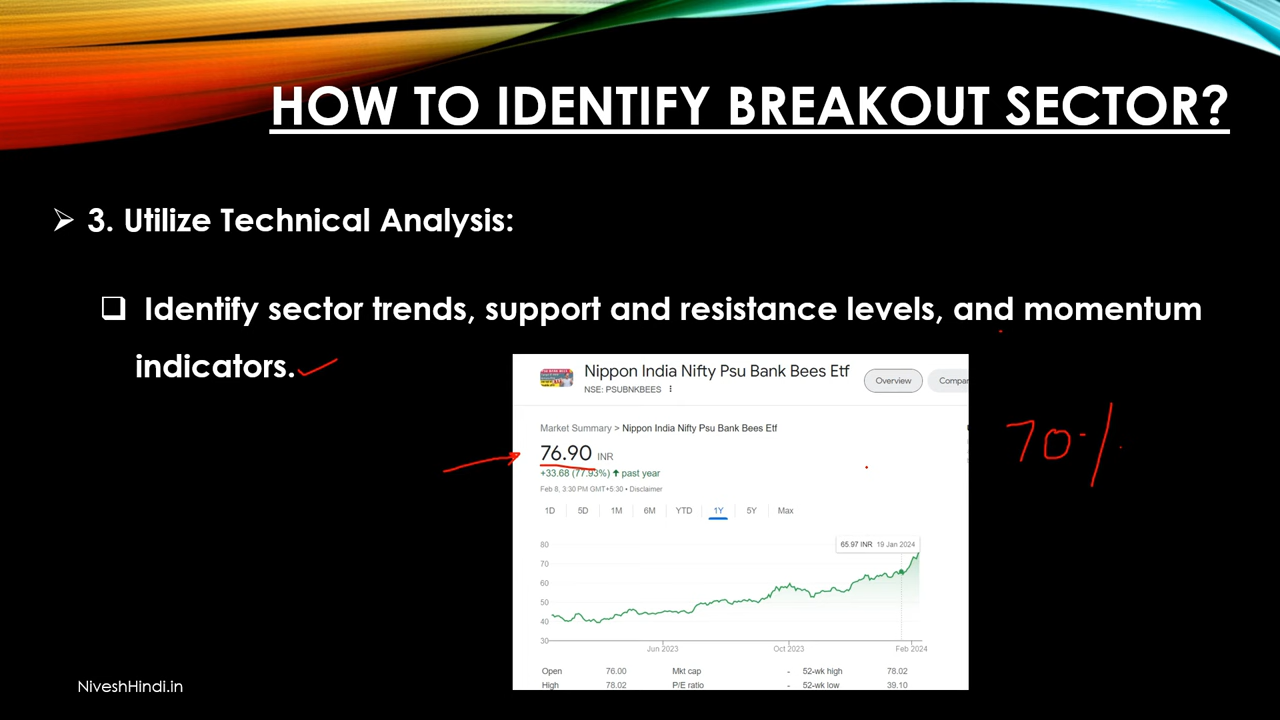 HOW TO IDENTIFY BREAKOUT SECTOR?
3. Utilize Technical Analysis:
Identify sector trends, support and resistance levels, and momentum
indicators.
Nippon India Nifty Psu Bank Bees Etf
NSE: PSUBNKBEES
Overview
Compar
Market Summary > Nippon India Nifty Psu Bank Bees Etf
76.90 INR
+33.68 (77.93%) ↑ past year
Feb 8, 3:30 PM GMT+5:30 • Disclaimer
1D 5D 1M 6M YTD 1Y 5Y Max
65.97 INR 19 Jan 2024
80
70
60
50
40
30
Jun 2023 Oct 2023 Feb 2024
Open 76.00 Mkt cap - 52-wk high 78.02
High 78.02 P/E ratio - 52-wk low 39.10
70%
NiveshHindi.in